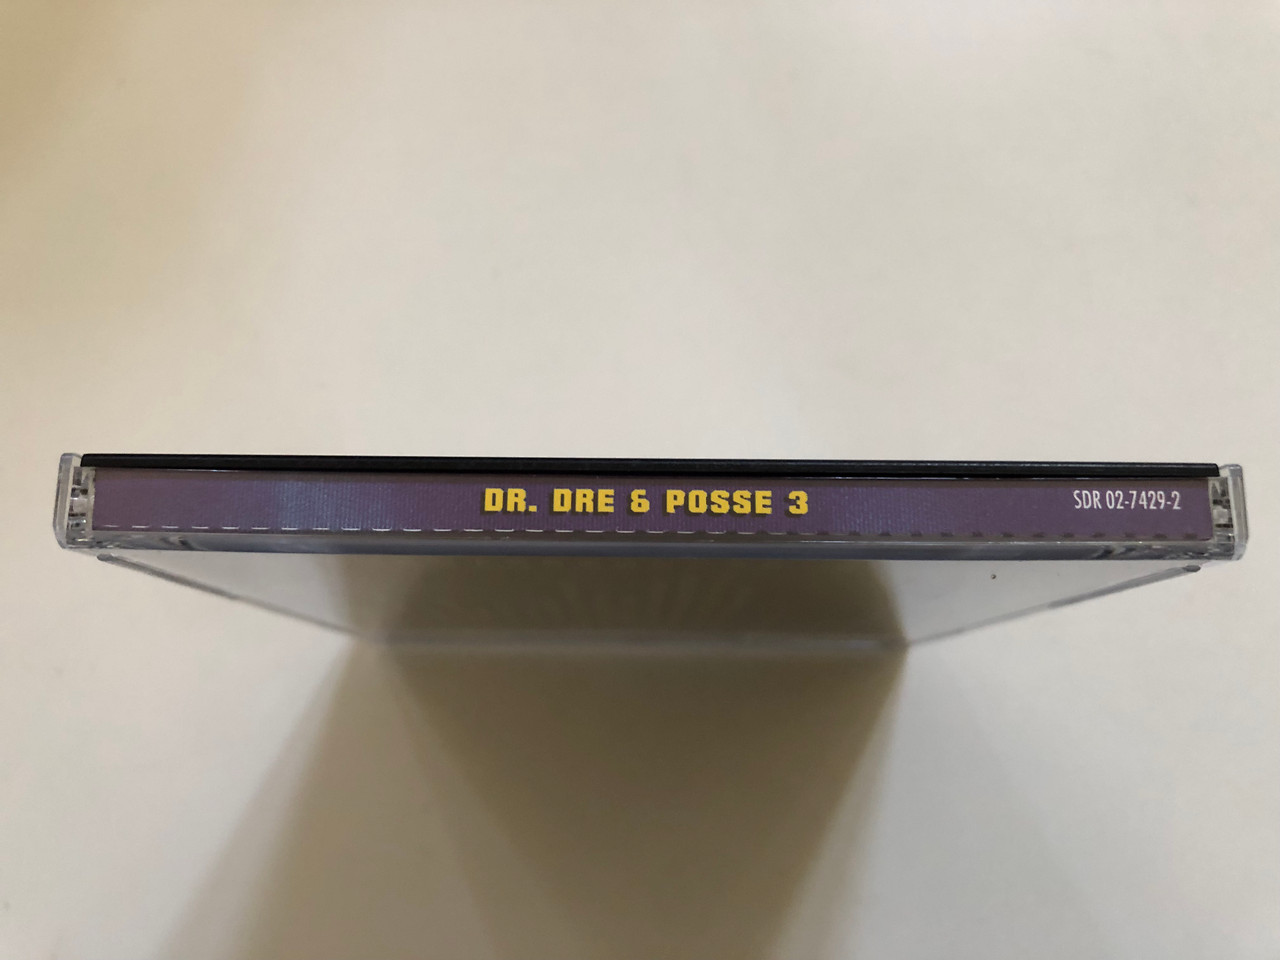 DR. DRE & POSSE 3
SDR 02-7429-2